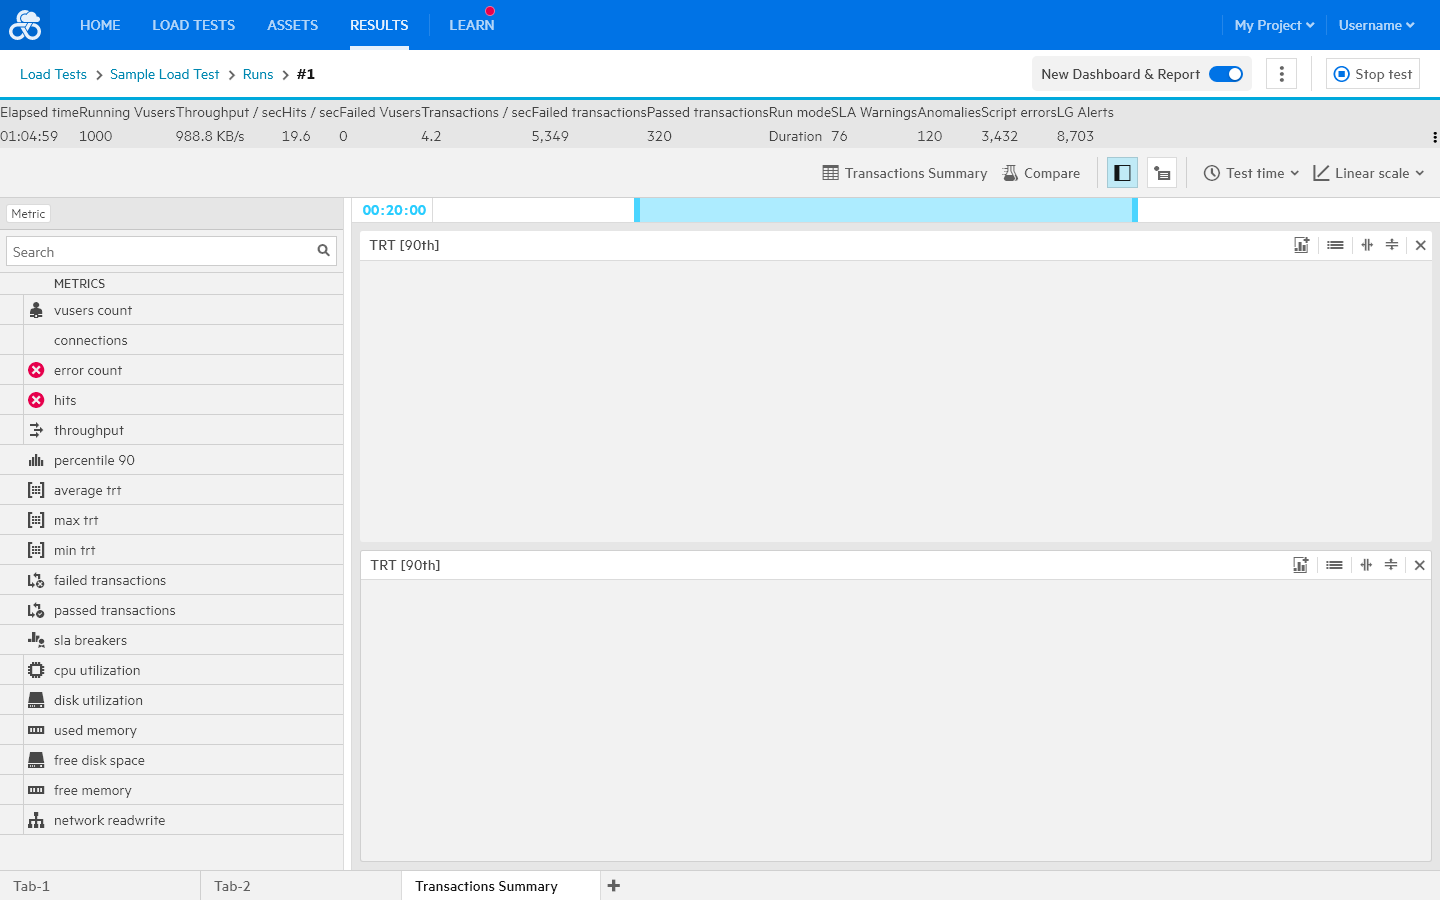 HOME LOAD TESTS ASSETS RESULTS LEARN My Project Username
Load Tests Sample Load Test Runs #1 New Dashboard & Report Stop test
Elapsed time Running Vusers Throughput / sec Hits / sec Failed Vusers Transactions / sec Failed transactions Passed transactions Run mode SLA Warnings Anomalies Script errors LG Alerts
01:04:59 1000 988.8 KB/s 19.6 0 4.2 5,349 320 Duration 76 120 3,432 8,703
Transactions Summary Compare Test time Linear scale
Metric
00:20:00
Search
TRT [90th]
METRICS
vusers count
connections
error count
hits
throughput
percentile 90
average trt
max trt
min trt
TRT [90th]
failed transactions
passed transactions
sla breakers
cpu utilization
disk utilization
used memory
free disk space
free memory
network readwrite
Tab-1 Tab-2 Transactions Summary